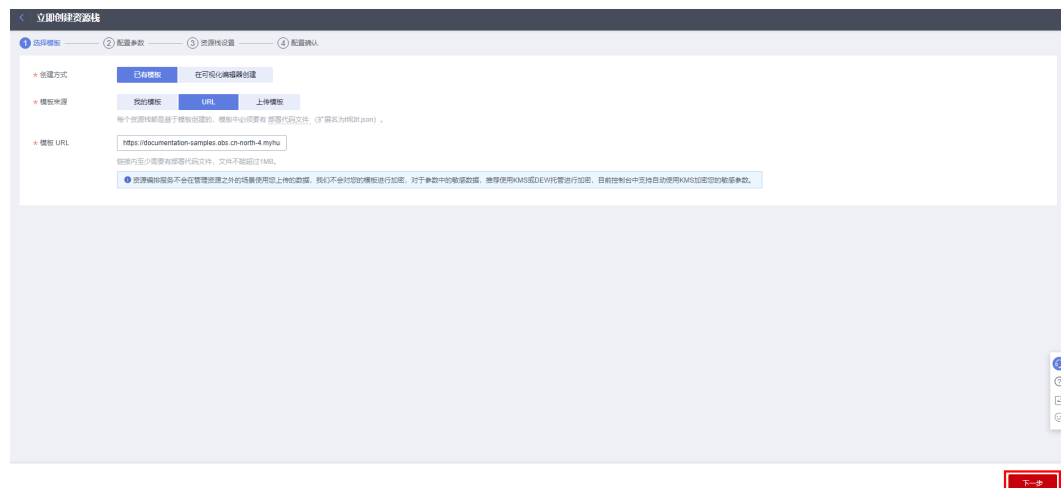 立即创建资源栈
1 选择模板 2 配置参数 3 资源栈设置 4 配置确认
* 创建方式 已有模板 在可视化编辑器创建
* 模板来源 我的模板 URL 上传模板
每个资源栈都是基于模板创建的，模板中必须要有 部署代码文件（扩展名为tf和tf.json）。
* 模板 URL https://documentation-samples.obs.cn-north-4.myhu
链接内至少需要有部署代码文件，文件不能超过1MB。
资源编排服务不会在管理资源之外的场景使用您上传的数据，我们不会对您的模板进行加密，对于参数中的敏感数据，推荐使用KMS或DEW托管进行加密，目前控制台中支持自动使用KMS加密您的敏感参数。
下一步